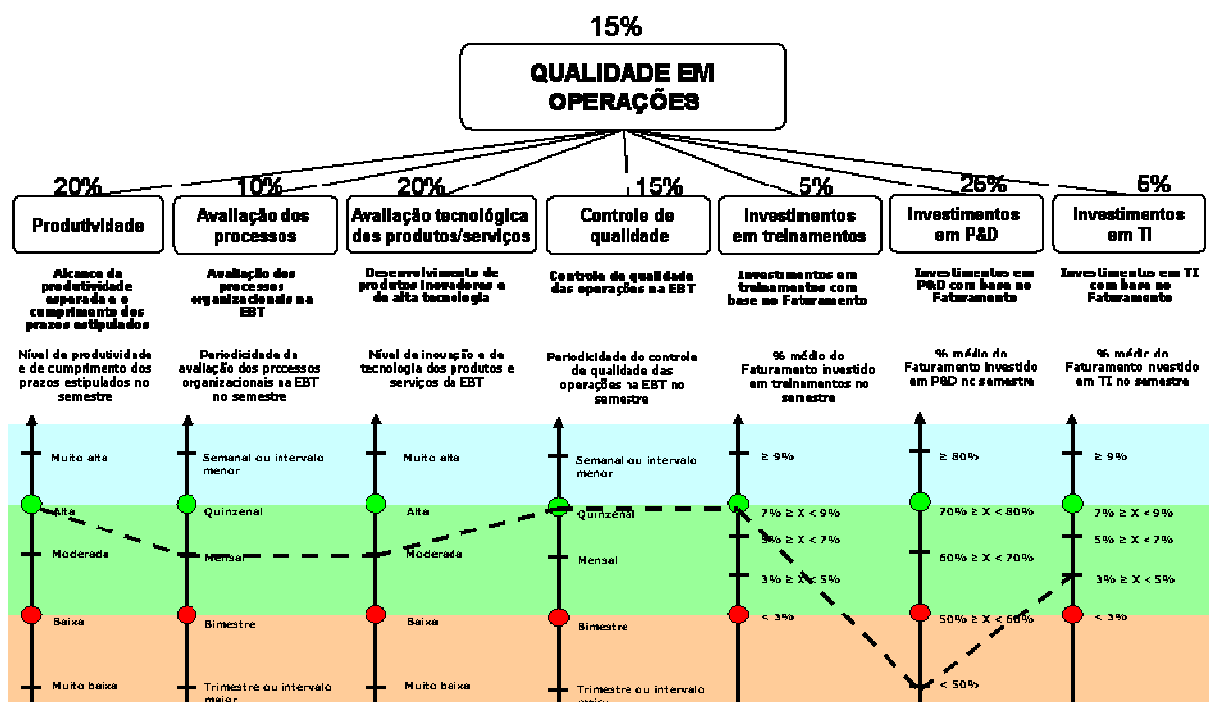 15%
QUALIDADE EM
OPERAÇÕES
20%
10%
20%
15%
5%
25%
5%
Produtividade
Avaliação dos
processos
Avaliação tecnológica
dos produtos/serviços
Controle de
qualidade
Investimentos
em treinamentos
Investimentos
em P&D
Investimentos
em TI
Alcance da
produtividade
esperada e o
cumprimento dos
prazos estipulados
Avaliação dos
processos
organizacionais na
EBT
Desenvolvimento de
produtos inovadores e
de alta tecnologia
Controle de qualidade
das operações na EBT
Investimentos em
treinamentos com
base no Faturamento
Investimentos em
P&D com base no
Faturamento
Investimentos em TI
com base no
Faturamento
Nível de produtividade
e de cumprimento dos
prazos estipulados no
semestre
Periodicidade da
avaliação dos processos
organizacionais na EBT
no semestre
Nível de inovação e de
tecnologia dos produtos e
serviços da EBT
Periodicidade do controle
de qualidade das
operações na EBT no
semestre
% médio do
Faturamento investido
em treinamentos no
semestre
% médio do
Faturamento investido
em P&D no semestre
% médio do
Faturamento investido
em TI no semestre
Muito alta
Alta
Moderada
Baixa
Muito baixa
Semanal ou intervalo
menor
Quinzenal
Mensal
Bimestre
Trimestre ou intervalo
maior
Muito alta
Alta
Moderada
Baixa
Muito baixa
Semanal ou intervalo
menor
Quinzenal
Mensal
Bimestre
Trimestre ou intervalo
maior
≥ 9%
7% ≥ X < 9%
5% ≥ X < 7%
3% ≥ X < 5%
< 3%
≥ 80%
70% ≥ X < 80%
60% ≥ X < 70%
50% ≥ X < 60%
< 50%
≥ 9%
7% ≥ X < 9%
5% ≥ X < 7%
3% ≥ X < 5%
< 3%